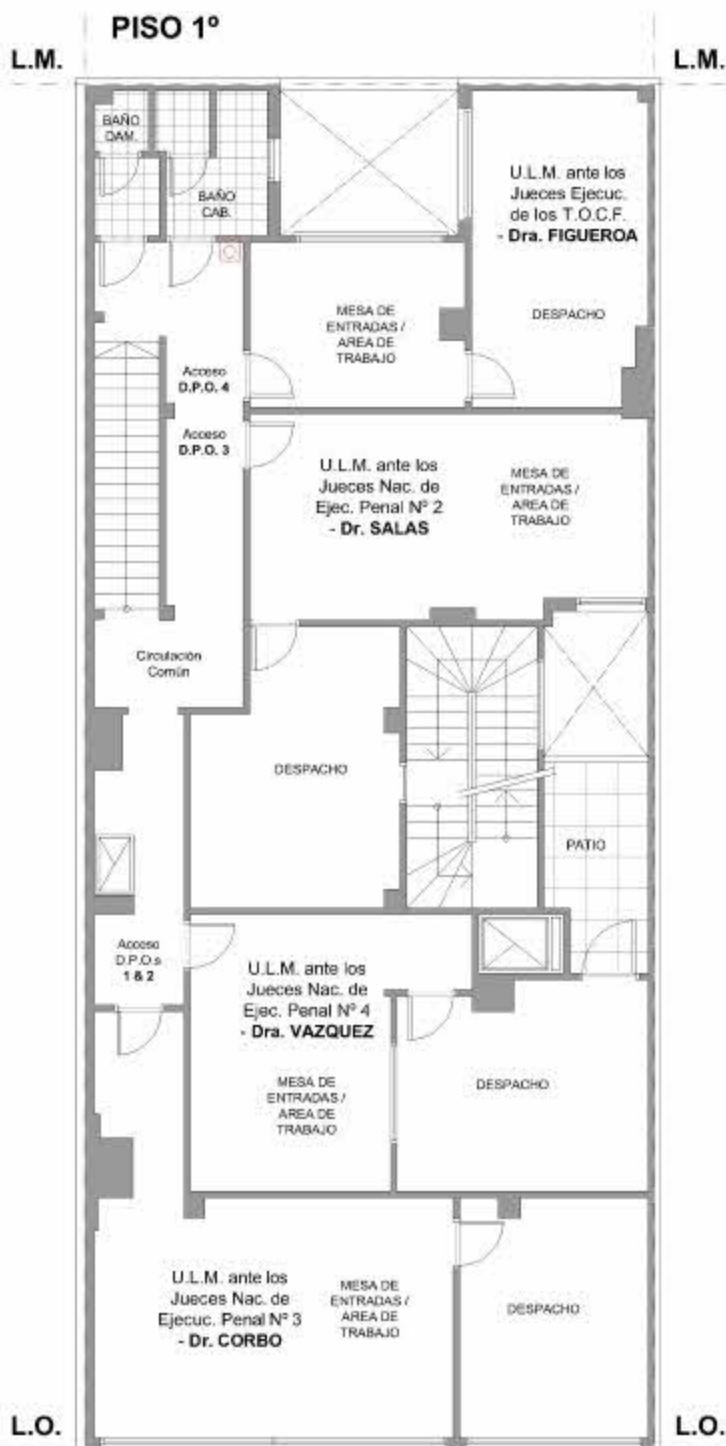 PISO 1º
L.M.
L.M.
BAÑO
DAM.
BAÑO
CAB.
U.L.M. ante los
Jueces Ejecuc.
de los T.O.C.F.
- Dra. FIGUEROA
DESPACHO
MESA DE
ENTRADAS /
AREA DE
TRABAJO
Acceso
D.P.O. 4
Acceso
D.P.O. 3
U.L.M. ante los
Jueces Nac. de
Ejec. Penal Nº 2
- Dr. SALAS
MESA DE
ENTRADAS /
AREA DE
TRABAJO
Circulación
Común
DESPACHO
PATIO
Acceso
D.P.O.s
1 & 2
U.L.M. ante los
Jueces Nac. de
Ejec. Penal Nº 4
- Dra. VAZQUEZ
MESA DE
ENTRADAS /
AREA DE
TRABAJO
DESPACHO
U.L.M. ante los
Jueces Nac. de
Ejecuc. Penal Nº 3
- Dr. CORBO
MESA DE
ENTRADAS /
AREA DE
TRABAJO
DESPACHO
L.O.
L.O.